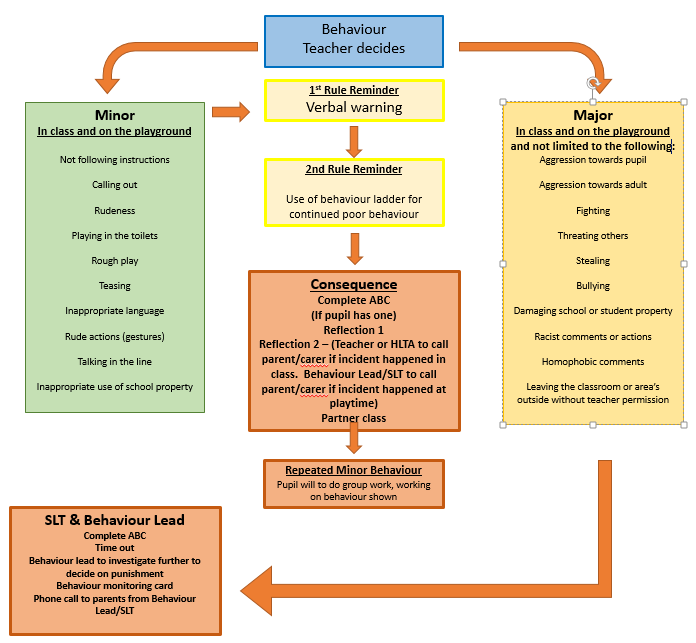 Behaviour
Teacher decides
Minor
In class and on the playground
Not following instructions
Calling out
Rudeness
Playing in the toilets
Rough play
Teasing
Inappropriate language
Rude actions (gestures)
Talking in the line
Inappropriate use of school property
1st Rule Reminder
Verbal warning
2nd Rule Reminder
Use of behaviour ladder for
continued poor behaviour
Consequence
Complete ABC
(If pupil has one)
Reflection 1
Reflection 2 – (Teacher or HLTA to call
parent/carer if incident happened in
class.  Behaviour Lead/SLT to call
parent/carer if incident happened at
playtime)
Partner class
Repeated Minor Behaviour
Pupil will to do group work, working
on behaviour shown
Major
In class and on the playground
and not limited to the following:
Aggression towards pupil
Aggression towards adult
Fighting
Threating others
Stealing
Bullying
Damaging school or student property
Racist comments or actions
Homophobic comments
Leaving the classroom or area's
outside without teacher permission
SLT & Behaviour Lead
Complete ABC
Time out
Behaviour lead to investigate further to
decide on punishment
Behaviour monitoring card
Phone call to parents from Behaviour
Lead/SLT